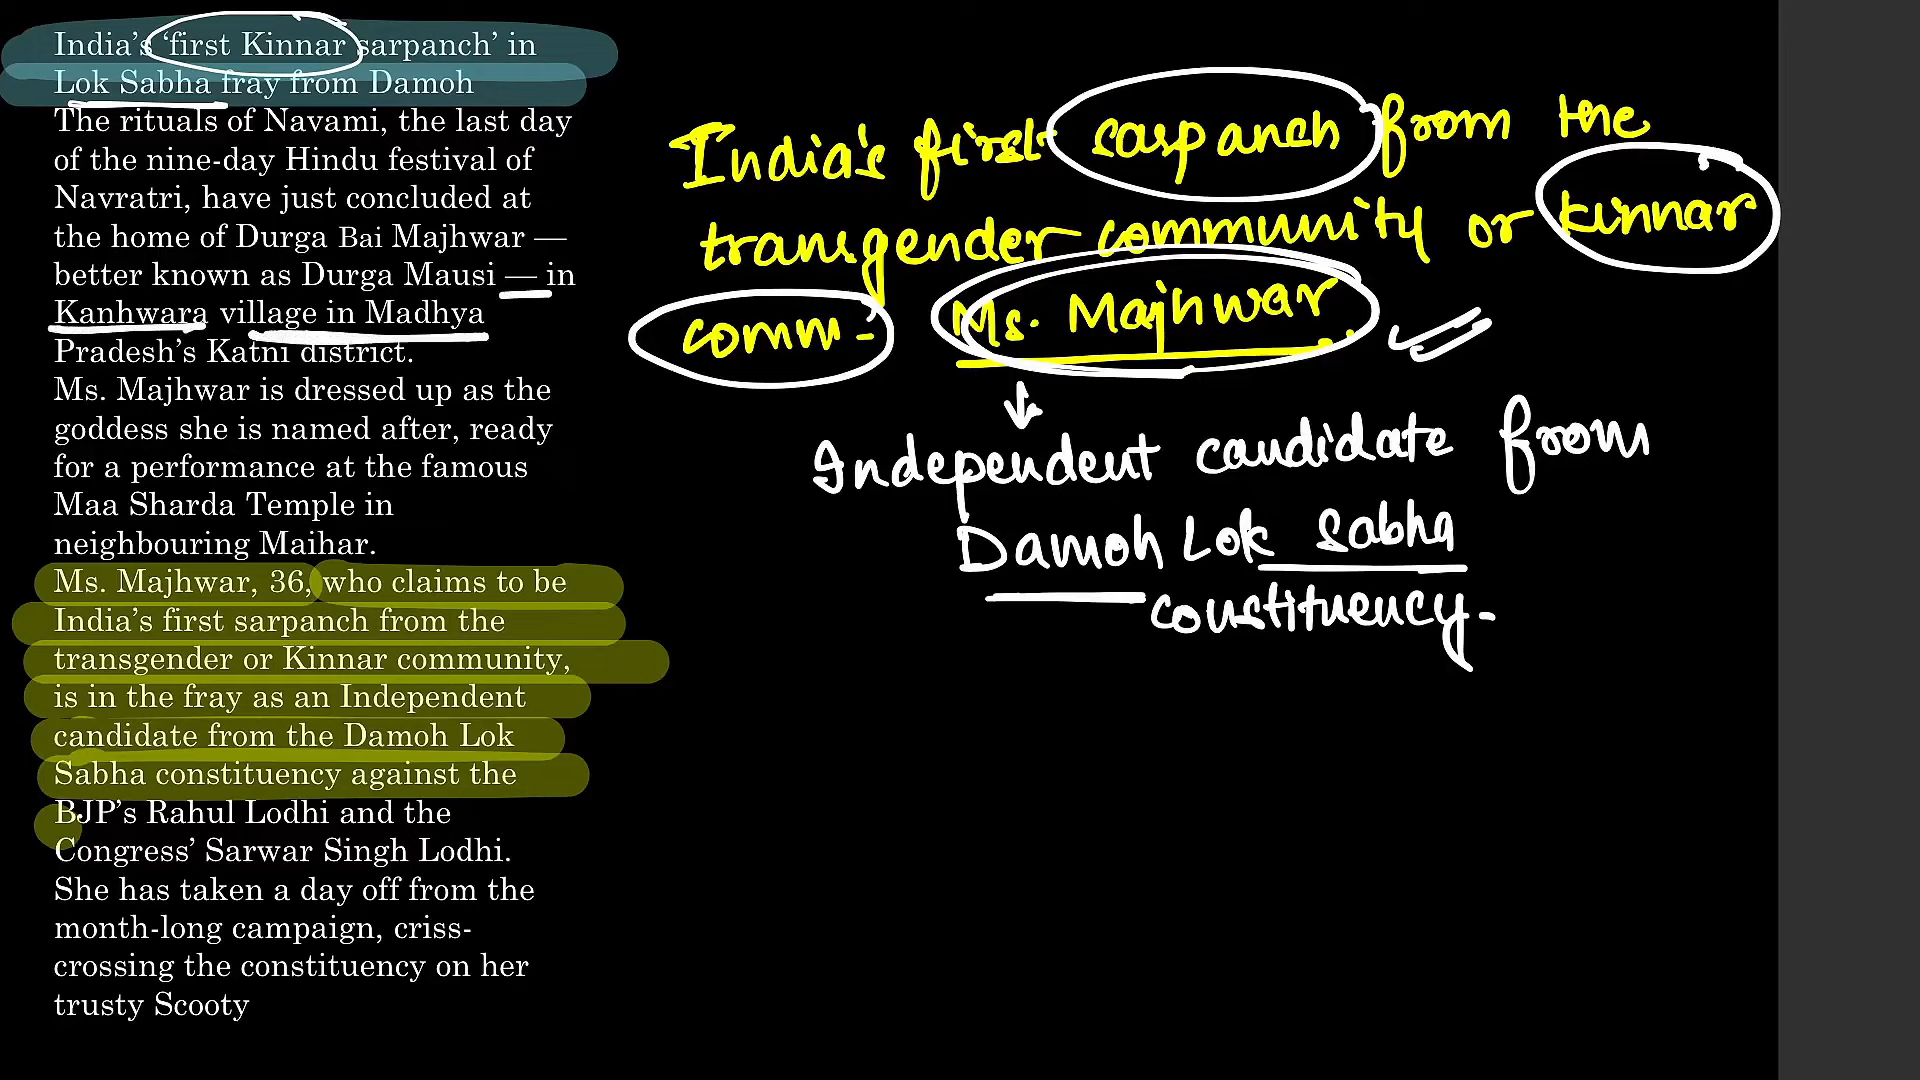 India’s ‘first Kinnar sarpanch’ in
Lok Sabha fray from Damoh
The rituals of Navami, the last day
of the nine-day Hindu festival of
Navratri, have just concluded at
the home of Durga Bai Majhwar —
better known as Durga Mausi — in
Kanhwara village in Madhya
Pradesh’s Katni district.
Ms. Majhwar is dressed up as the
goddess she is named after, ready
for a performance at the famous
Maa Sharda Temple in
neighbouring Maihar.
Ms. Majhwar, 36, who claims to be
India’s first sarpanch from the
transgender or Kinnar community,
is in the fray as an Independent
candidate from the Damoh Lok
Sabha constituency against the
BJP’s Rahul Lodhi and the
Congress’ Sarwar Singh Lodhi.
She has taken a day off from the
month-long campaign, criss-
crossing the constituency on her
trusty Scooty
India's first sarpanch from the
transgender community or Kinnar
comm- Ms. Majhwar.
Independent candidate from
Damoh Lok Sabha
constituency.